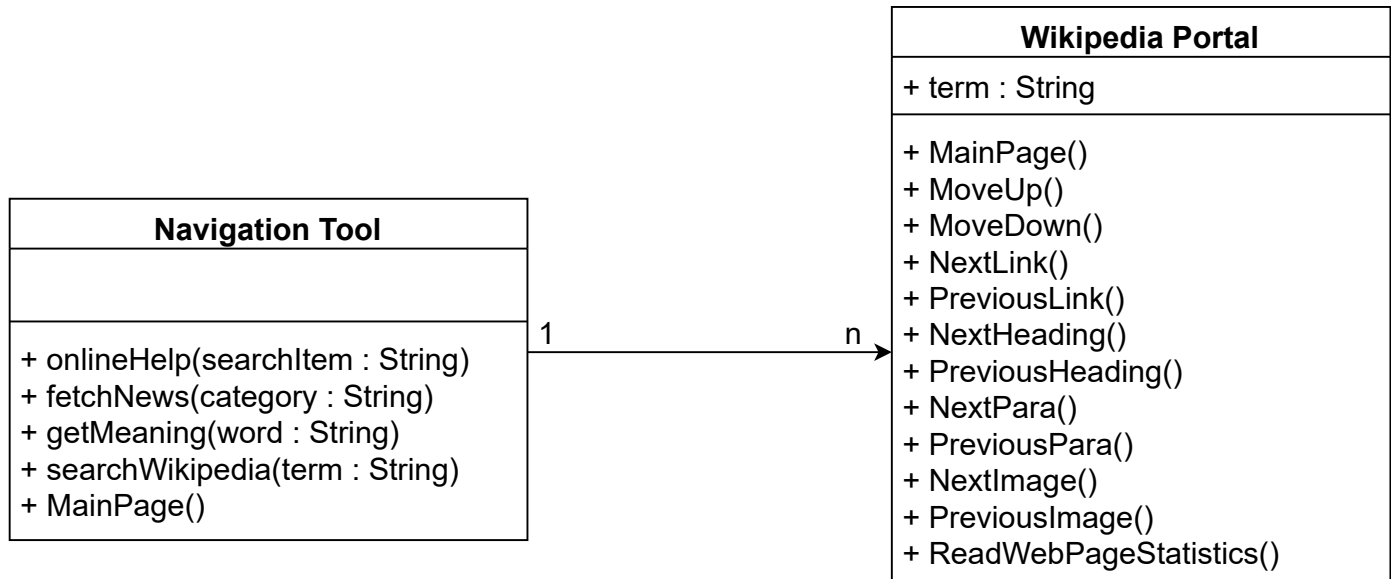 Navigation Tool
+ onlineHelp(searchItem : String)
+ fetchNews(category : String)
+ getMeaning(word : String)
+ searchWikipedia(term : String)
+ MainPage()
1
n
Wikipedia Portal
+ term : String
+ MainPage()
+ MoveUp()
+ MoveDown()
+ NextLink()
+ PreviousLink()
+ NextHeading()
+ PreviousHeading()
+ NextPara()
+ PreviousPara()
+ NextImage()
+ PreviousImage()
+ ReadWebPageStatistics()